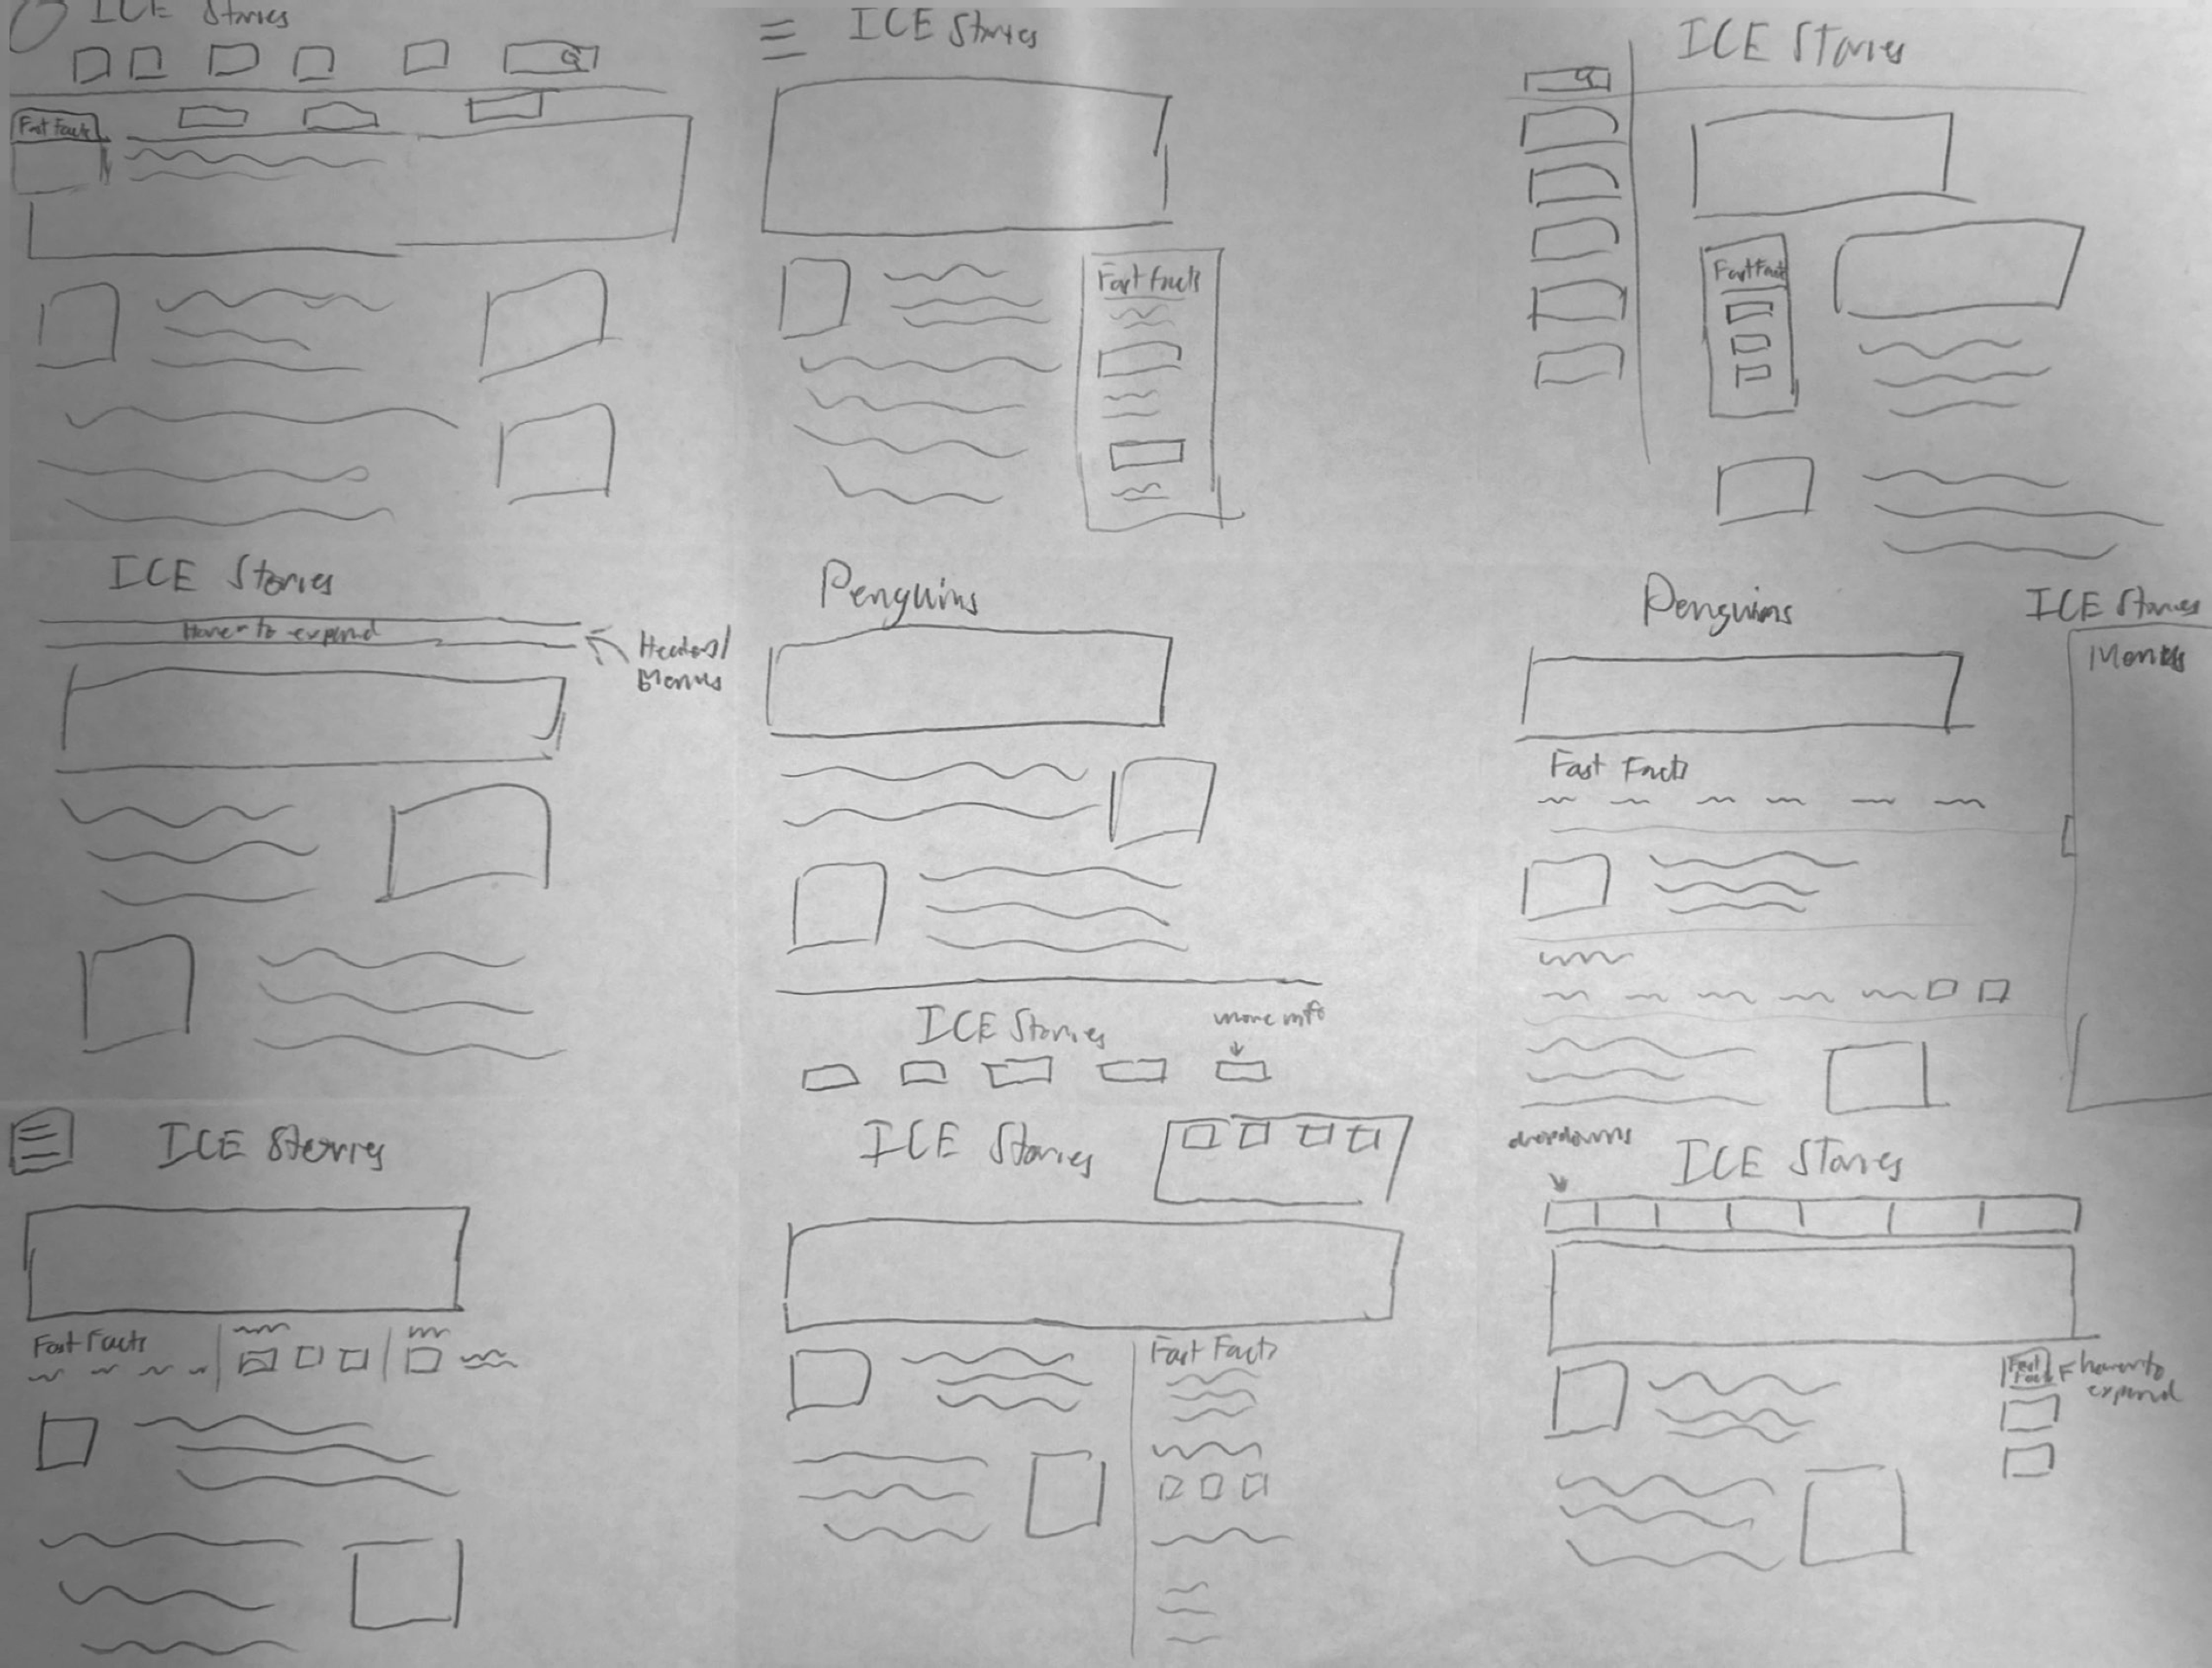 ICE Stories
Fast Facts
ICE Stories
Fast Facts
ICE Stories
Fast Facts
ICE Stories
Hover to expand
Headers/
Menus
Penguins
ICE Stories
more info
Penguins
Fast Facts
ICE Stories
Menus
ICE Stories
Fast Facts
ICE Stories
Fast Facts
dropdowns
ICE Stories
Fast
Facts
hover to
expand